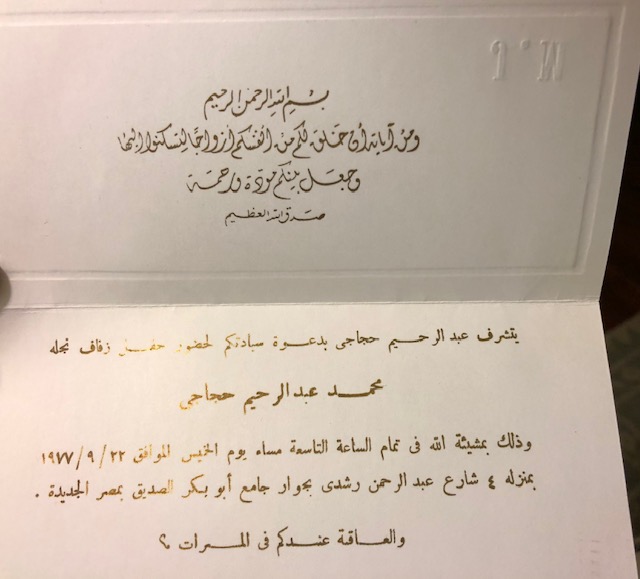 M.C
بسم الله الرحمن الرحيم
ومن آياته أن خلق لكم من أنفسكم أزواجًا لتسكنوا إليها
وجعل بينكم مودة ورحمة
صدق الله العظيم
يتشرف عبد الرحيم حجاجى بدعوة سيادتكم لحضور حفل زفاف نجله
محمد عبد الرحيم حجاجى
وذلك بمشيئة الله فى تمام الساعة التاسعة مساء يوم الخميس الموافق ٢٢/٩/١٩٧٧
بمنزله ٤ شارع عبد الرحمن رشدى بجوار جامع أبو بكر الصديق بمصر الجديدة .
والعاقبة عندكم فى المسرات ؟